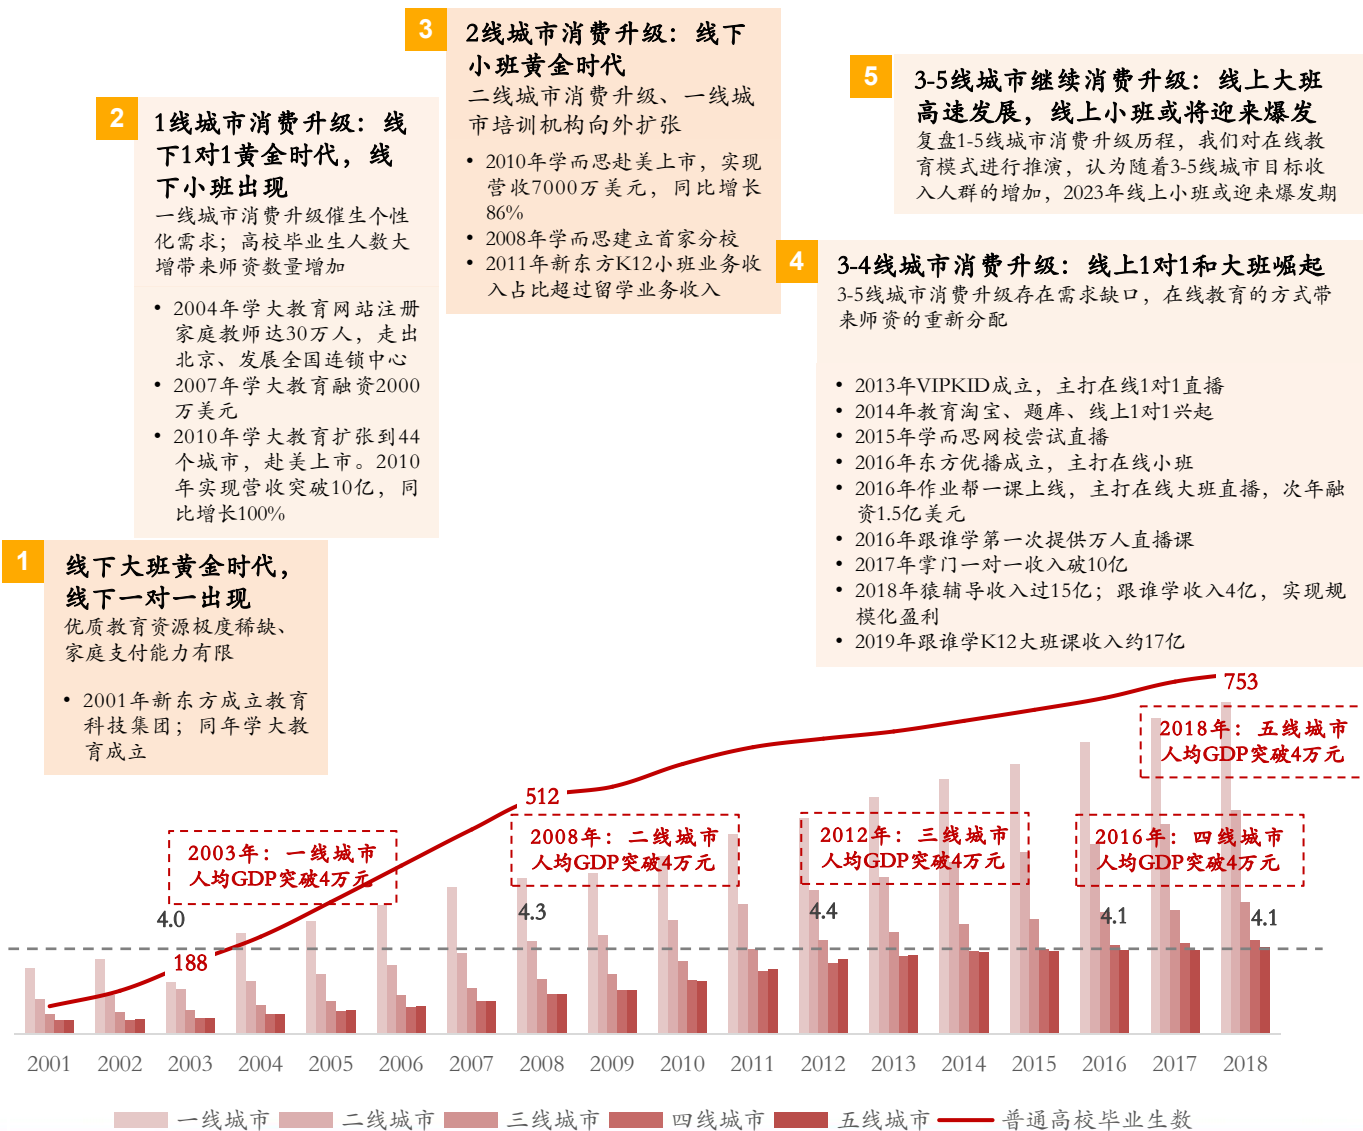 1
线下大班黄金时代，
线下一对一出现
优质教育资源极度稀缺、
家庭支付能力有限
• 2001年新东方成立教育
科技集团；同年学大教
育成立
2
1线城市消费升级：线
下1对1黄金时代，线
下小班出现
一线城市消费升级催生个性
化需求；高校毕业生人数大
增带来师资数量增加
• 2004年学大教育网站注册
家庭教师达30万人，走出
北京、发展全国连锁中心
• 2007年学大教育融资2000
万美元
• 2010年学大教育扩张到44
个城市，赴美上市。2010
年实现营收突破10亿，同
比增长100%
3
2线城市消费升级：线下
小班黄金时代
二线城市消费升级、一线城
市培训机构向外扩张
• 2010年学而思赴美上市，实现
营收7000万美元，同比增长
86%
• 2008年学而思建立首家分校
• 2011年新东方K12小班业务收
入占比超过留学业务收入
4
3-4线城市消费升级：线上1对1和大班崛起
3-5线城市消费升级存在需求缺口，在线教育的方式带
来师资的重新分配
• 2013年VIPKID成立，主打在线1对1直播
• 2014年教育淘宝、题库、线上1对1兴起
• 2015年学而思网校尝试直播
• 2016年东方优播成立，主打在线小班
• 2016年作业帮一课上线，主打在线大班直播，次年融
资1.5亿美元
• 2016年跟谁学第一次提供万人直播课
• 2017年掌门一对一收入破10亿
• 2018年猿辅导收入过15亿；跟谁学收入4亿，实现规
模化盈利
• 2019年跟谁学K12大班课收入约17亿
5
3-5线城市继续消费升级：线上大班
高速发展，线上小班或将迎来爆发
复盘1-5线城市消费升级历程，我们对在线教
育模式进行推演，认为随着3-5线城市目标收
入人群的增加，2023年线上小班或迎来爆发期
753
512
188
2003年：一线城市
人均GDP突破4万元
2008年：二线城市
人均GDP突破4万元
2012年：三线城市
人均GDP突破4万元
2016年：四线城市
人均GDP突破4万元
2018年：五线城市
人均GDP突破4万元
4.0
4.3
4.4
4.1
4.1
2001 2002 2003 2004 2005 2006 2007 2008 2009 2010 2011 2012 2013 2014 2015 2016 2017 2018
一线城市 二线城市 三线城市 四线城市 五线城市 普通高校毕业生数